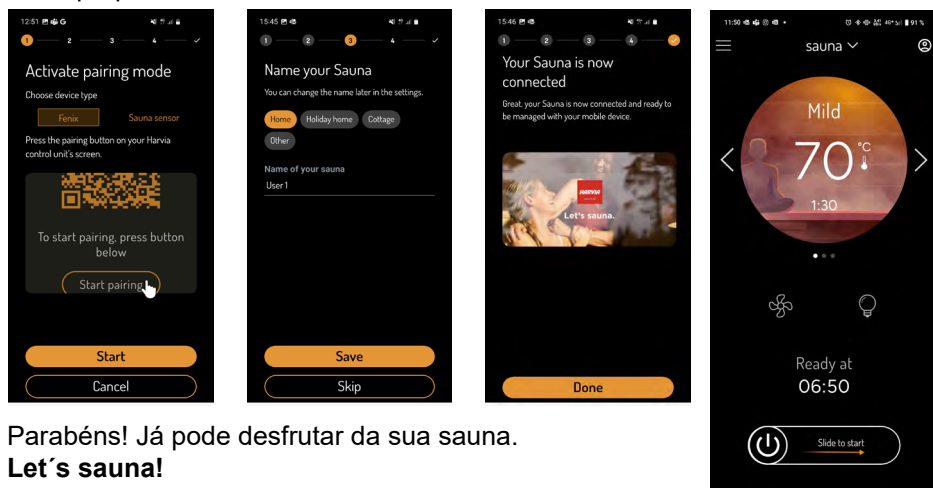 12:51 G
1 2 3 4
Activate pairing mode
Choose device type
Fenix Sauna sensor
Press the pairing button on your Harvia
control unit's screen.
To start pairing, press button
below
Start pairing
Start
Cancel
15:45
1 2 3 4
Name your Sauna
You can change the name later in the settings.
Home Holiday home Cottage
Other
Name of your sauna
User 1
Save
Skip
15:46
1 2 3 4
Your Sauna is now
connected
Great, your Sauna is now connected and ready to
be managed with your mobile device.
HARVIA
Let's sauna.
Done
11:50 91 %
sauna
Mild
70 °C
1:30
Ready at
06:50
Slide to start
Parabéns! Já pode desfrutar da sua sauna.
Let´s sauna!